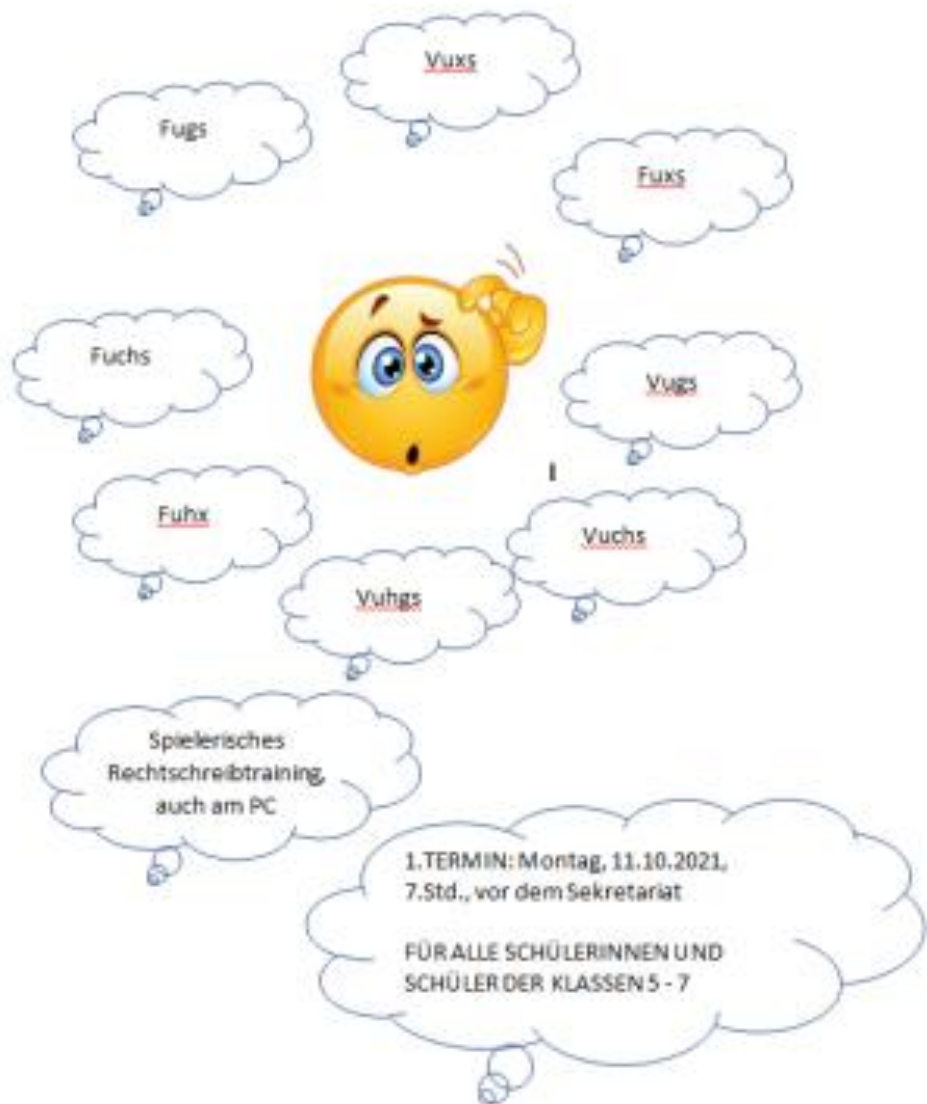 Vuxs
Fugs
Fuxs
Fuchs
Vugs
Fuhx
Vuchs
Vuhgs
Spielerisches
Rechtschreibtraining,
auch am PC
1.TERMIN: Montag, 11.10.2021,
7.Std., vor dem Sekretariat
FÜR ALLE SCHÜLERINNEN UND
SCHÜLER DER KLASSEN 5 - 7